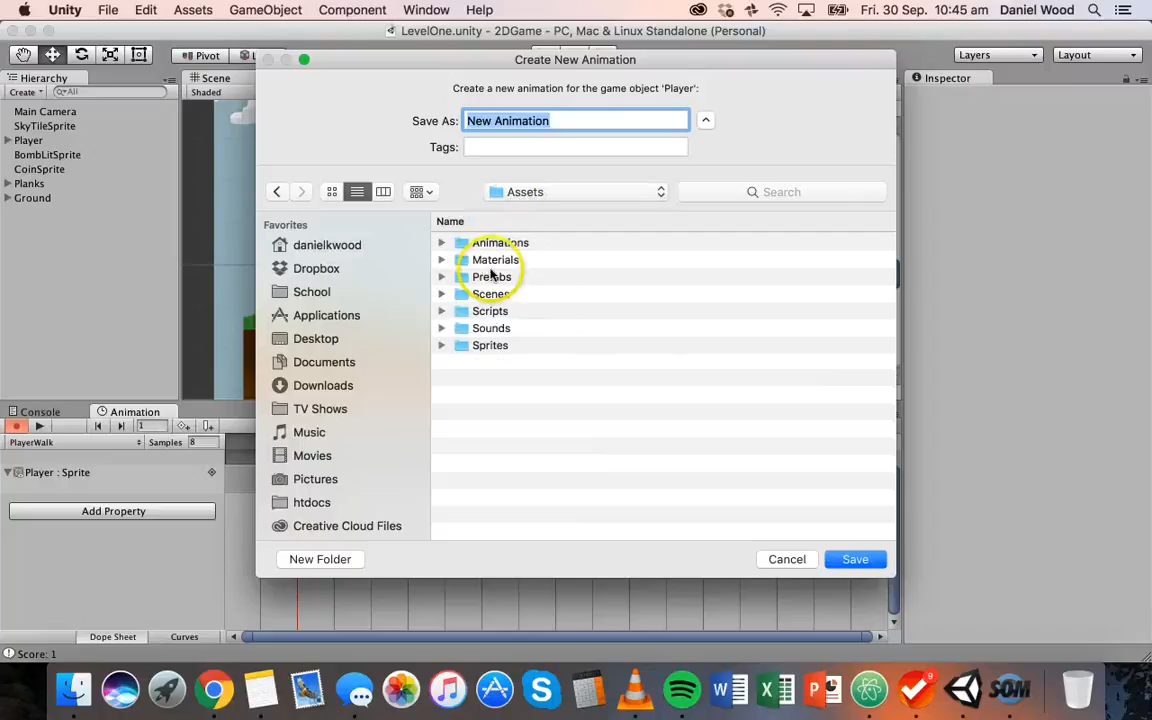 Unity File Edit Assets GameObject Component Window Help Fri. 30 Sep. 10:45 am Daniel Wood
LevelOne.unity - 2DGame - PC, Mac & Linux Standalone (Personal)
Pivot Layers Layout
Hierarchy
Create All
Main Camera
SkyTileSprite
Player
BombLitSprite
CoinSprite
Planks
Ground
Scene
Shaded
Inspector
Create New Animation
Create a new animation for the game object 'Player':
Save As: New Animation
Tags:
Assets Search
Favorites
danielkwood
Dropbox
School
Applications
Desktop
Documents
Downloads
TV Shows
Music
Movies
Pictures
htdocs
Creative Cloud Files
Name
Animations
Materials
Scenes
Scripts
Sounds
Sprites
New Folder Cancel Save
Console Animation
1
PlayerWalk Samples 8
Player : Sprite
Add Property
Dope Sheet Curves
Score: 1
9